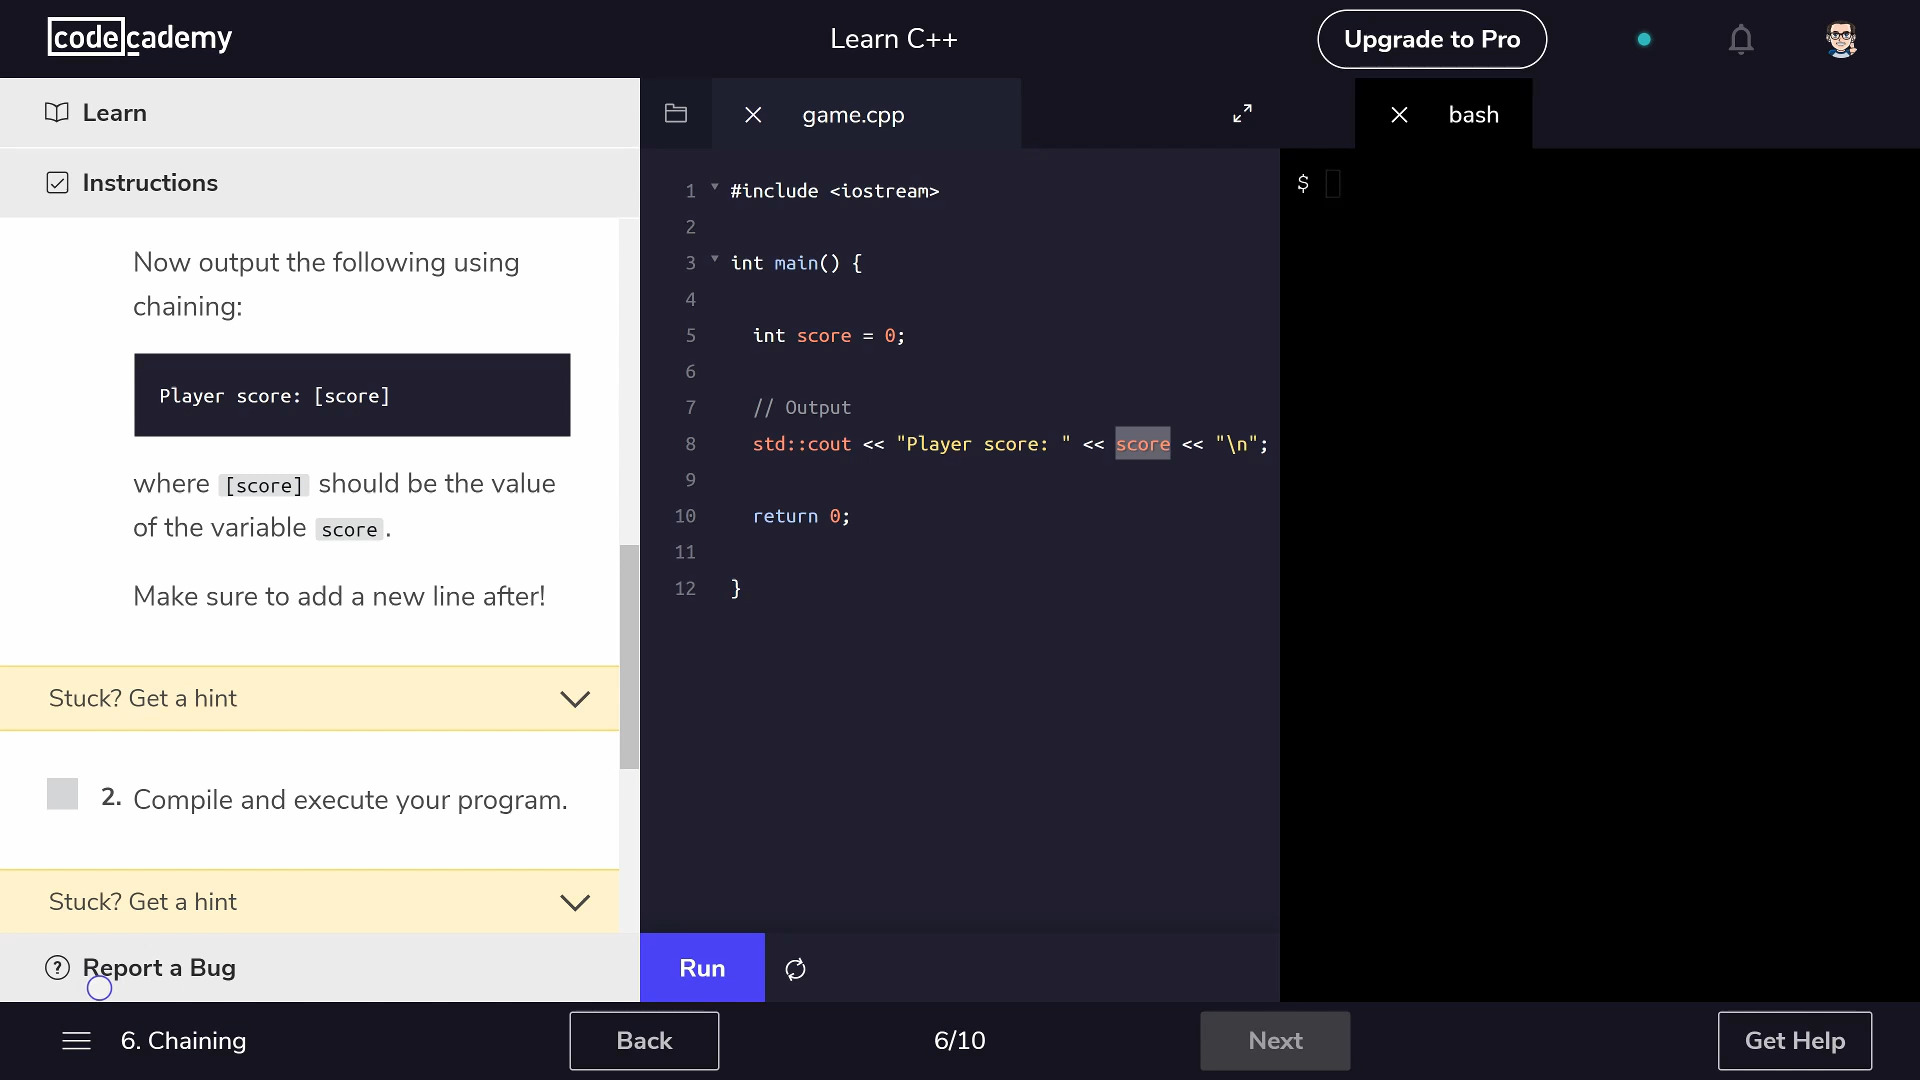 codecademy
Learn C++
Upgrade to Pro
Learn
Instructions
Now output the following using
chaining:
Player score: [score]
where [score] should be the value
of the variable score.
Make sure to add a new line after!
Stuck? Get a hint
2. Compile and execute your program.
Stuck? Get a hint
Report a Bug
game.cpp
1 #include <iostream>
2
3 int main() {
4
5 int score = 0;
6
7 // Output
8 std::cout << "Player score: " << score << "\n";
9
10 return 0;
11
12 }
Run
bash
$
6. Chaining
Back
6/10
Next
Get Help